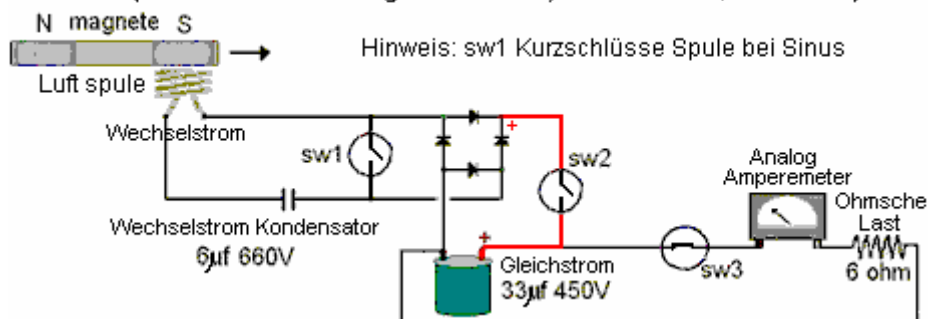 N magnete S
Hinweis: sw1 Kurzschlüsse Spule bei Sinus
Luft spule
Wechselstrom
sw1
+
sw2
Analog
Amperemeter
Ohmsche
Last
Wechselstrom Kondensator
6µf 660V
+
Gleichstrom
33µf 450V
sw3
6 ohm